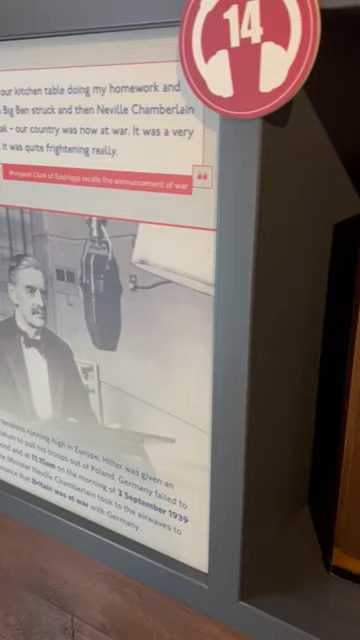 14
our kitchen table doing my homework and
Big Ben struck and then Neville Chamberlain
ak - our country was now at war. It was a very
it was quite frightening really.
Margaret Clark of Eastriggs recalls the announcement of war
tensions running high in Europe, Hitler was given an
to pull his troops out of Poland. Germany failed to
ond and at 11.15am on the morning of 3 September 1939
Minister Neville Chamberlain took to the airwaves to
nounce that Britain was at war with Germany.